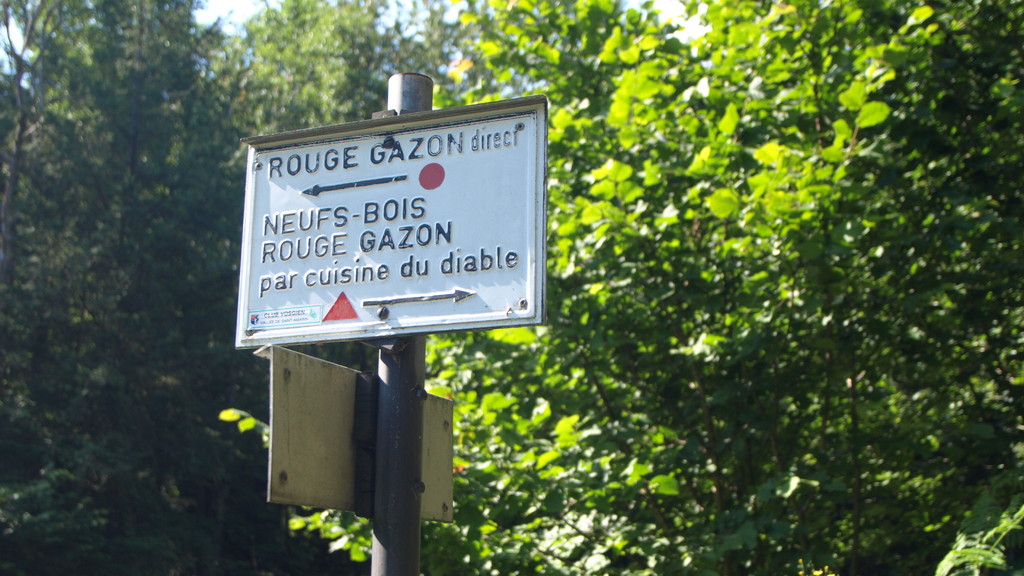 ROUGE GAZON direct
NEUFS-BOIS
ROUGE GAZON
par cuisine du diable
CLUB VOSGIEN